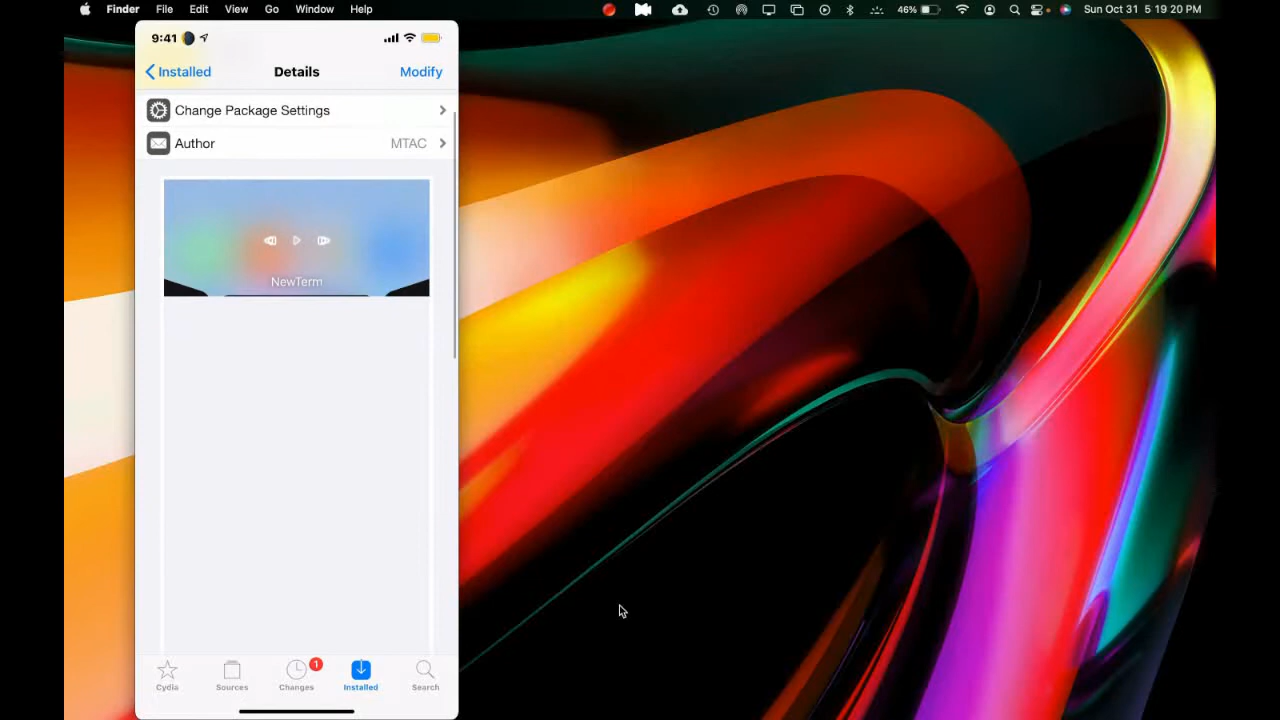 Finder File Edit View Go Window Help 46% Sun Oct 31 5 19 20 PM
9:41
Installed Details Modify
Change Package Settings
Author MTAC
NewTerm
1
Cydia Sources Changes Installed Search